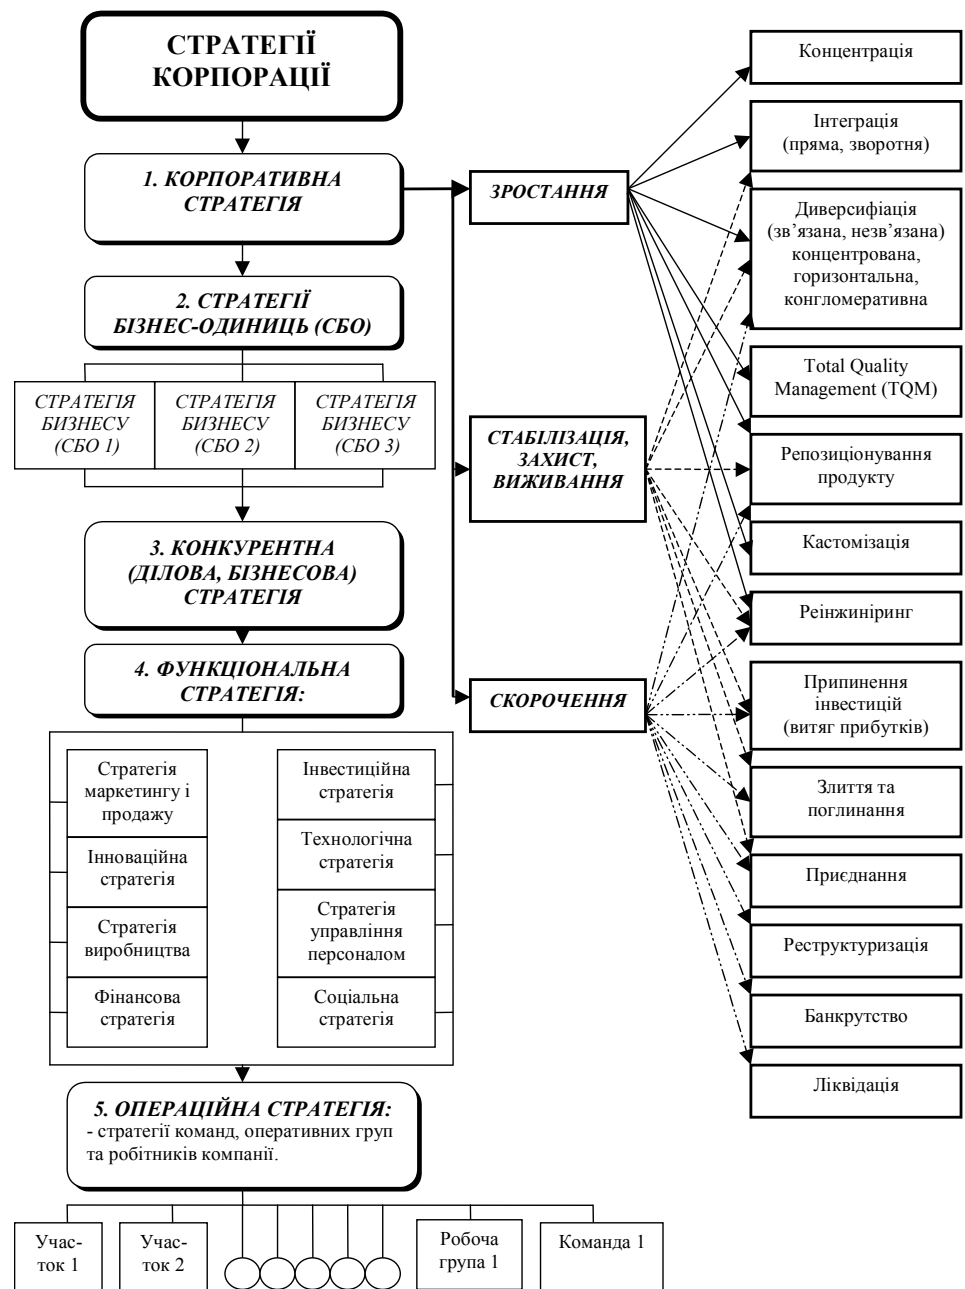 СТРАТЕГІЇ
КОРПОРАЦІЇ
1. КОРПОРАТИВНА
СТРАТЕГІЯ
2. СТРАТЕГІЇ
БІЗНЕС-ОДИНИЦЬ (СБО)
СТРАТЕГІЯ
БИЗНЕСУ
(СБО 1)
СТРАТЕГІЯ
БИЗНЕСУ
(СБО 2)
СТРАТЕГІЯ
БИЗНЕСУ
(СБО 3)
3. КОНКУРЕНТНА
(ДІЛОВА, БІЗНЕСОВА)
СТРАТЕГІЯ
4. ФУНКЦІОНАЛЬНА
СТРАТЕГІЯ:
Стратегія
маркетингу і
продажу
Інноваційна
стратегія
Стратегія
виробництва
Фінансова
стратегія
Інвестиційна
стратегія
Технологічна
стратегія
Стратегія
управління
персоналом
Соціальна
стратегія
5. ОПЕРАЦІЙНА СТРАТЕГІЯ:
- стратегії команд, оперативних груп
та робітників компанії.
Учас-
ток 1
Учас-
ток 2
Робоча
група 1
Команда 1
ЗРОСТАННЯ
СТАБІЛІЗАЦІЯ,
ЗАХИСТ,
ВИЖИВАННЯ
СКОРОЧЕННЯ
Концентрація
Інтеграція
(пряма, зворотня)
Диверсифіація
(зв’язана, незв’язана)
концентрована,
горизонтальна,
конгломеративна
Total Quality
Management (TQM)
Репозиціонування
продукту
Кастомізація
Реінжиніринг
Припинення
інвестицій
(витяг прибутків)
Злиття та
поглинання
Приєднання
Реструктуризація
Банкрутство
Ліквідація